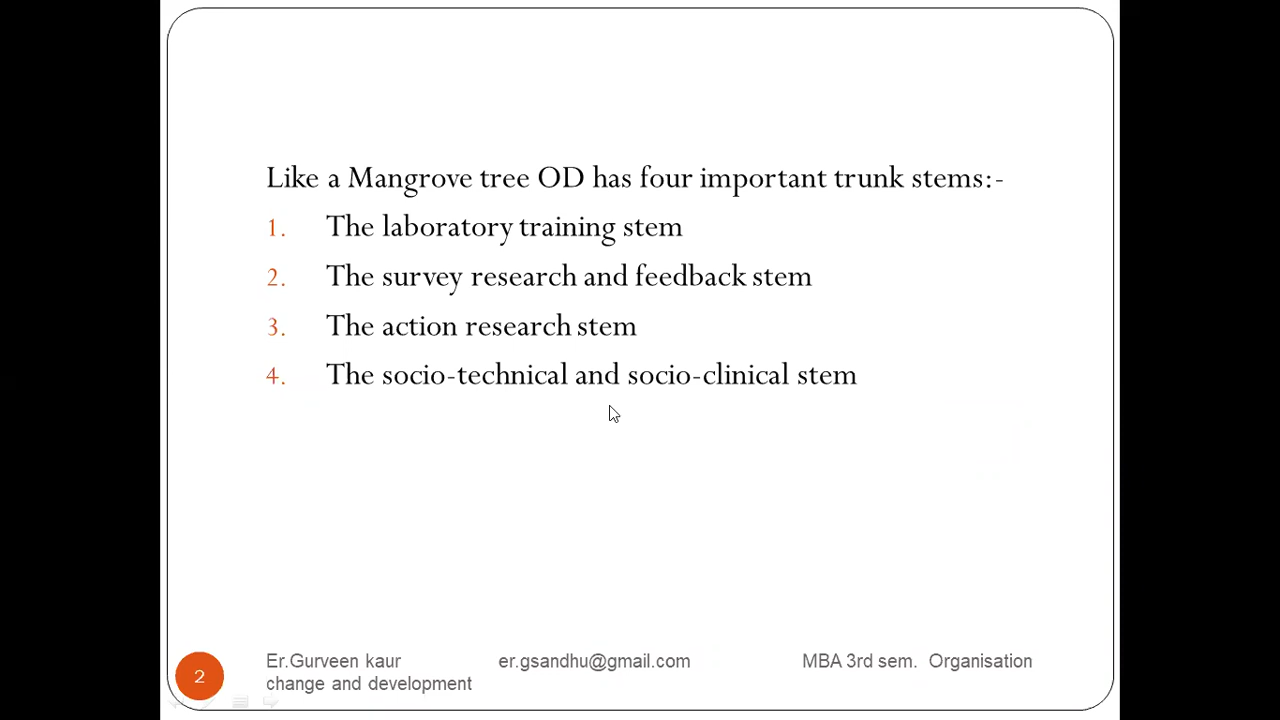 Like a Mangrove tree OD has four important trunk stems:-
1. The laboratory training stem
2. The survey research and feedback stem
3. The action research stem
4. The socio-technical and socio-clinical stem
2
Er.Gurveen kaur er.gsandhu@gmail.com MBA 3rd sem. Organisation
change and development